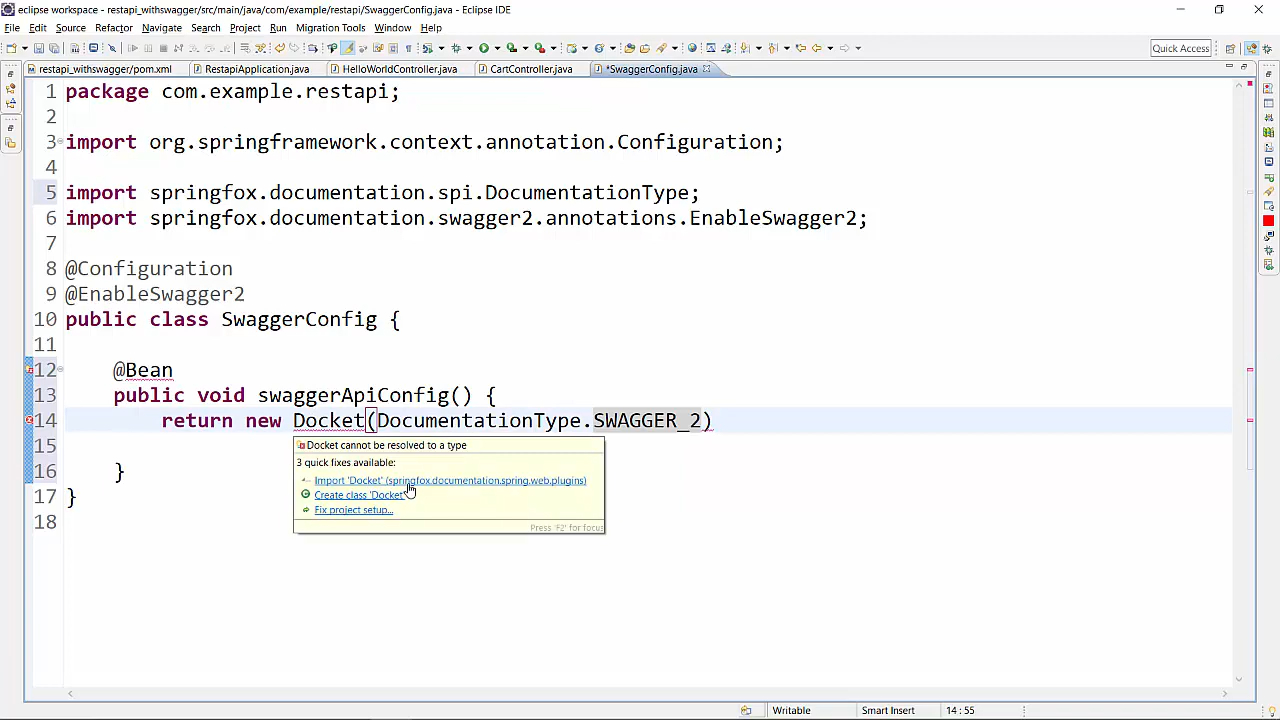 eclipse workspace - restapi_withswagger/src/main/java/com/example/restapi/SwaggerConfig.java - Eclipse IDE
File Edit Source Refactor Navigate Search Project Run Migration Tools Window Help
Quick Access
restapi_withswagger/pom.xml RestapiApplication.java HelloWorldController.java CartController.java *SwaggerConfig.java
1 package com.example.restapi;
2
3 import org.springframework.context.annotation.Configuration;
4
5 import springfox.documentation.spi.DocumentationType;
6 import springfox.documentation.swagger2.annotations.EnableSwagger2;
7
8 @Configuration
9 @EnableSwagger2
10 public class SwaggerConfig {
11
12 @Bean
13 public void swaggerApiConfig() {
14 return new Docket(DocumentationType.SWAGGER_2)
15
16 }
17 }
18
Docket cannot be resolved to a type
3 quick fixes available:
Import 'Docket' (springfox.documentation.spring.web.plugins)
Create class 'Docket'
Fix project setup...
Press 'F2' for focus
Writable Smart Insert 14 : 55